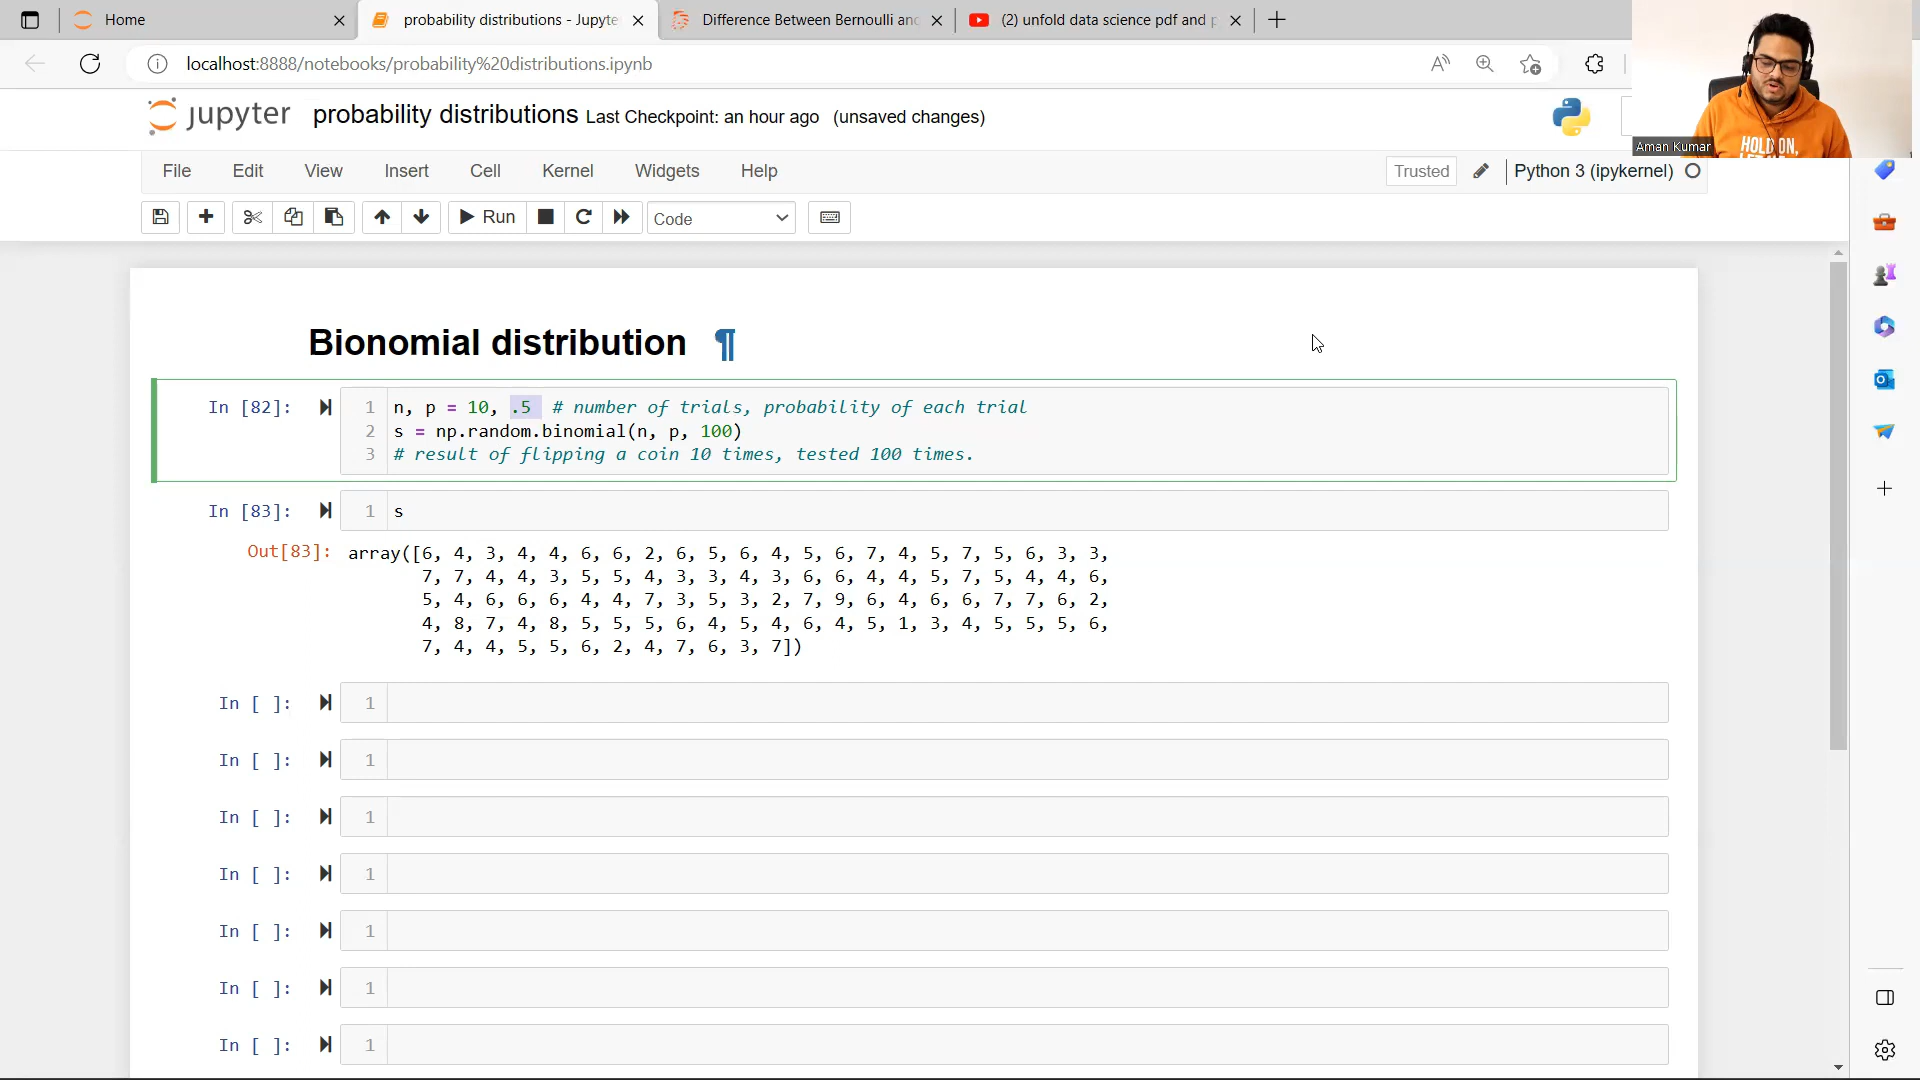 Home
probability distributions - Jupyte
Difference Between Bernoulli and
(2) unfold data science pdf and p
localhost:8888/notebooks/probability%20distributions.ipynb
jupyter probability distributions Last Checkpoint: an hour ago (unsaved changes)
HOLD ON,
Aman Kumar
File Edit View Insert Cell Kernel Widgets Help Trusted Python 3 (ipykernel)
Run Code
Bionomial distribution ¶
In [82]: 1 n, p = 10, .5 # number of trials, probability of each trial
2 s = np.random.binomial(n, p, 100)
3 # result of flipping a coin 10 times, tested 100 times.
In [83]: 1 s
Out[83]: array([6, 4, 3, 4, 4, 6, 6, 2, 6, 5, 6, 4, 5, 6, 7, 4, 5, 7, 5, 6, 3, 3,
7, 7, 4, 4, 3, 5, 5, 4, 3, 3, 4, 3, 6, 6, 4, 4, 5, 7, 5, 4, 4, 6,
5, 4, 6, 6, 6, 4, 4, 7, 3, 5, 3, 2, 7, 9, 6, 4, 6, 6, 7, 7, 6, 2,
4, 8, 7, 4, 8, 5, 5, 5, 6, 4, 5, 4, 6, 4, 5, 1, 3, 4, 5, 5, 5, 6,
7, 4, 4, 5, 5, 6, 2, 4, 7, 6, 3, 7])
In [ ]: 1
In [ ]: 1
In [ ]: 1
In [ ]: 1
In [ ]: 1
In [ ]: 1
In [ ]: 1